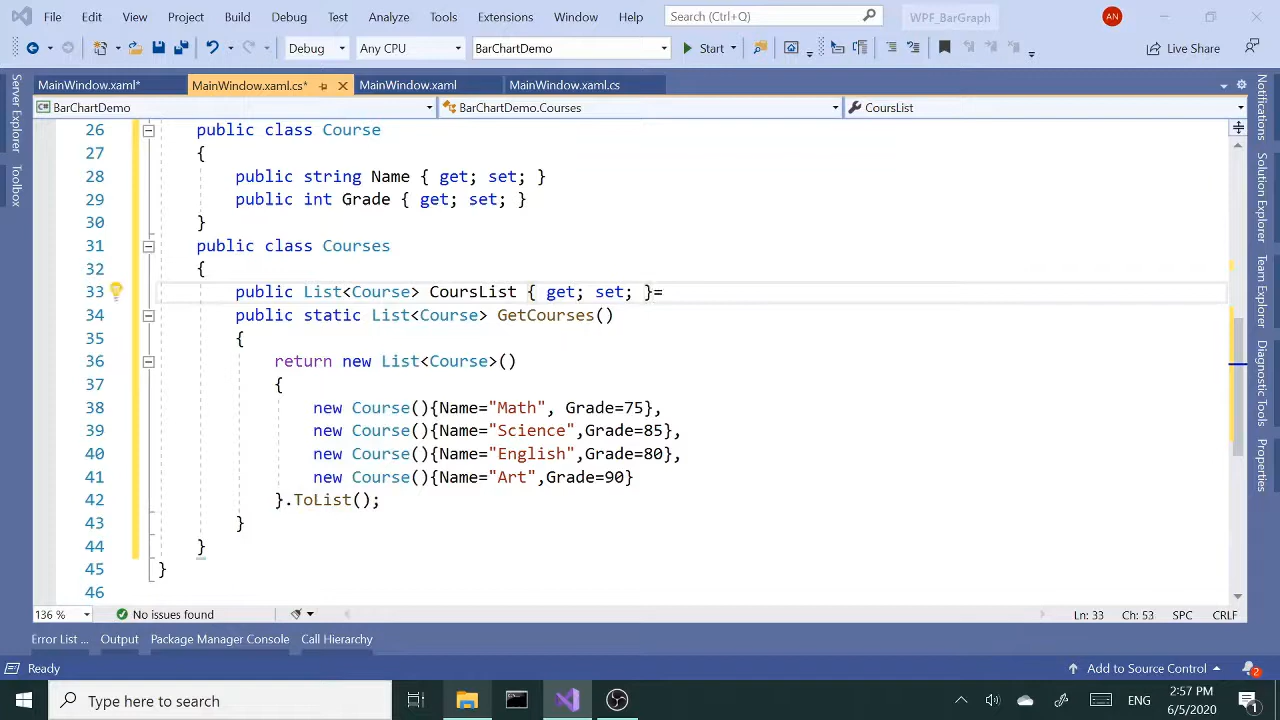 File Edit View Project Build Debug Test Analyze Tools Extensions Window Help Search (Ctrl+Q) WPF_BarGraph AN
Debug Any CPU BarChartDemo Start Live Share
MainWindow.xaml* MainWindow.xaml.cs* MainWindow.xaml MainWindow.xaml.cs
BarChartDemo BarChartDemo.Courses CoursList
Server Explorer
Toolbox
26 public class Course
27 {
28 public string Name { get; set; }
29 public int Grade { get; set; }
30 }
31 public class Courses
32 {
33 public List<Course> CoursList { get; set; }=
34 public static List<Course> GetCourses()
35 {
36 return new List<Course>()
37 {
38 new Course(){Name="Math", Grade=75},
39 new Course(){Name="Science",Grade=85},
40 new Course(){Name="English",Grade=80},
41 new Course(){Name="Art",Grade=90}
42 }.ToList();
43 }
44 }
45 }
46
Notifications
Solution Explorer
Team Explorer
Diagnostic Tools
Properties
136 % No issues found Ln: 33 Ch: 53 SPC CRLF
Error List ... Output Package Manager Console Call Hierarchy
Ready Add to Source Control 2
Type here to search ENG 2:57 PM
6/5/2020 1